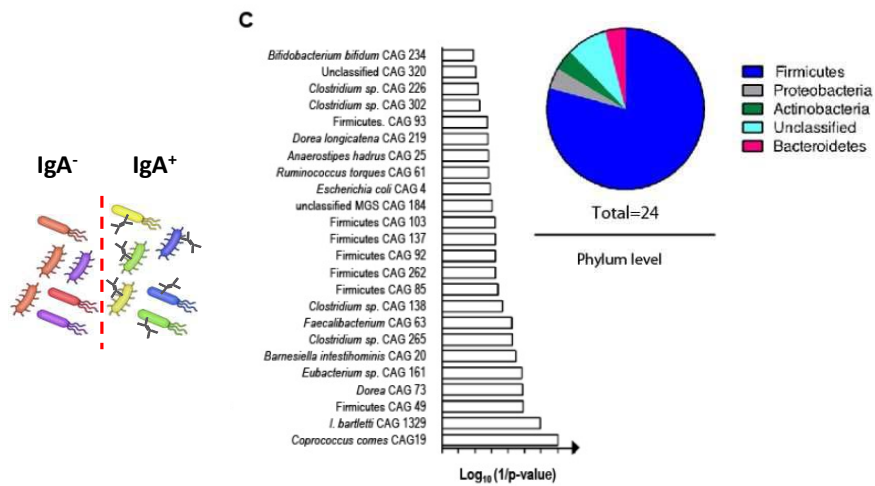 C
IgA-
IgA+
Bifidobacterium bifidum CAG 234
Unclassified CAG 320
Clostridium sp. CAG 226
Clostridium sp. CAG 302
Firmicutes. CAG 93
Dorea longicatena CAG 219
Anaerostipes hadrus CAG 25
Ruminococcus torques CAG 61
Escherichia coli CAG 4
unclassified MGS CAG 184
Firmicutes CAG 103
Firmicutes CAG 137
Firmicutes CAG 92
Firmicutes CAG 262
Firmicutes CAG 85
Clostridium sp. CAG 138
Faecalibacterium CAG 63
Clostridium sp. CAG 265
Barnesiella intestihominis CAG 20
Eubacterium sp. CAG 161
Dorea CAG 73
Firmicutes CAG 49
I. bartletti CAG 1329
Coprococcus comes CAG19
Log10 (1/p-value)
Firmicutes
Proteobacteria
Actinobacteria
Unclassified
Bacteroidetes
Total=24
Phylum level